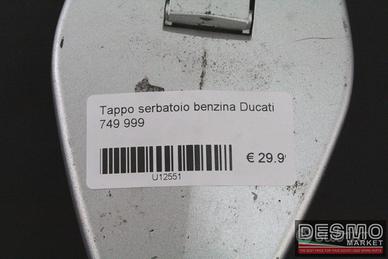 Tappo serbatoio benzina Ducati
749 999
€ 29.9
U12551
DESMO
MARKET